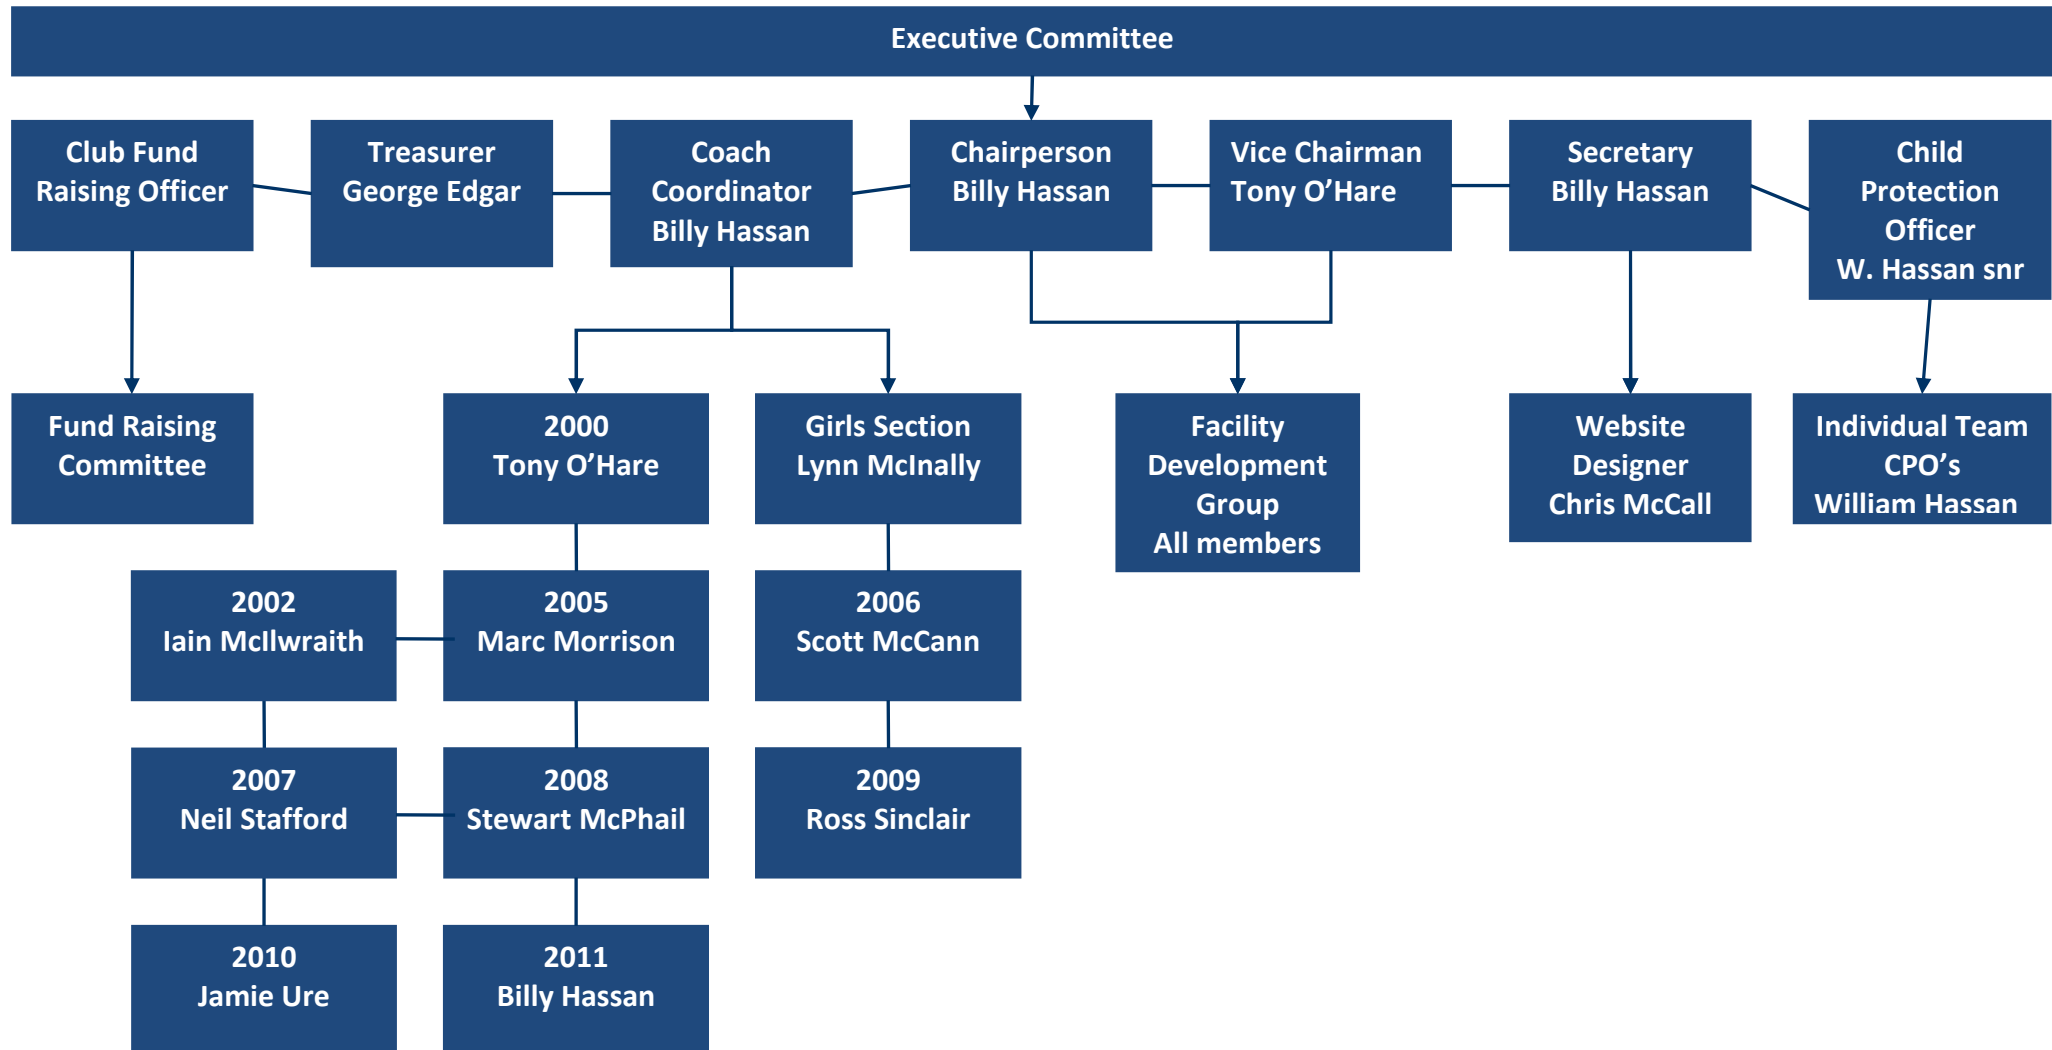 Executive Committee
Club Fund
Raising Officer
Treasurer
George Edgar
Coach
Coordinator
Billy Hassan
Chairperson
Billy Hassan
Vice Chairman
Tony O’Hare
Secretary
Billy Hassan
Child
Protection
Officer
W. Hassan snr
Fund Raising
Committee
2000
Tony O’Hare
Girls Section
Lynn McInally
Facility
Development
Group
All members
Website
Designer
Chris McCall
Individual Team
CPO’s
William Hassan
2002
Iain McIlwraith
2005
Marc Morrison
2006
Scott McCann
2007
Neil Stafford
2008
Stewart McPhail
2009
Ross Sinclair
2010
Jamie Ure
2011
Billy Hassan